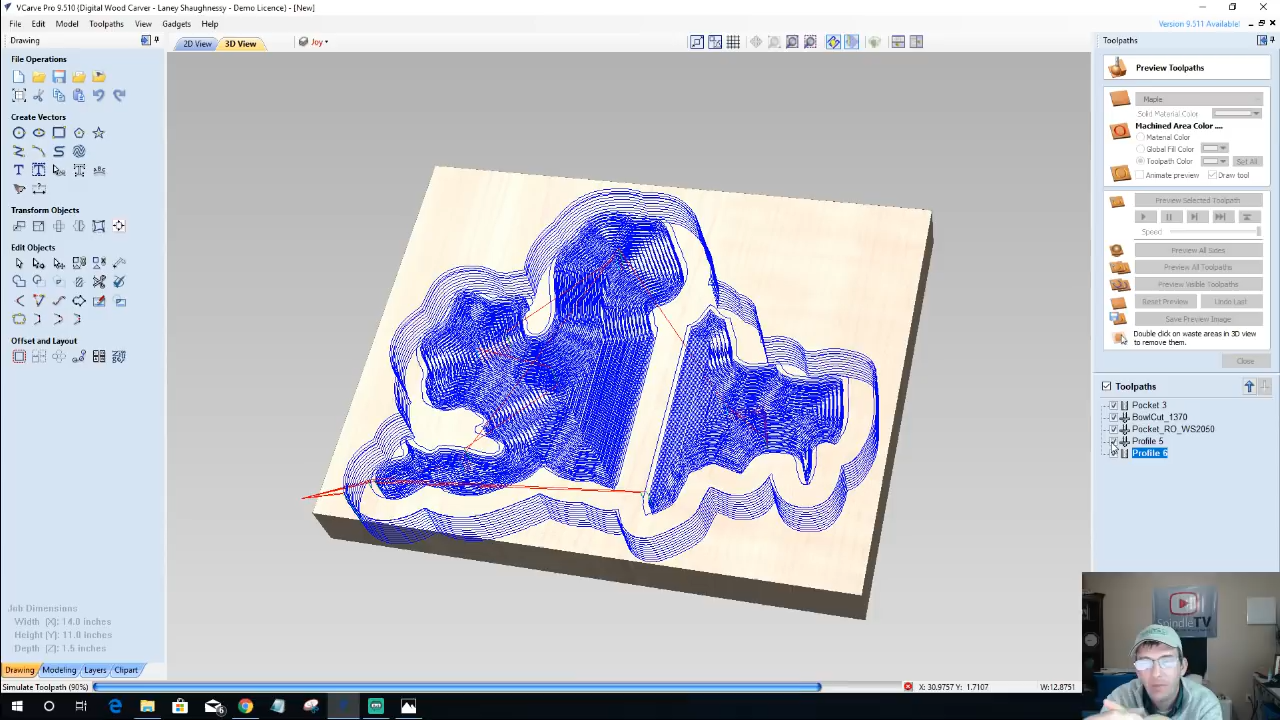 VCarve Pro 9.510 {Digital Wood Carver - Laney Shaughnessy - Demo Licence} - [New]
File Edit Model Toolpaths View Gadgets Help
Version 9.511 Available!
Drawing
2D View 3D View
Joy
Toolpaths
File Operations
Create Vectors
Transform Objects
Edit Objects
Offset and Layout
Job Dimensions
Width (X): 14.0 inches
Height (Y): 11.0 inches
Depth (Z): 1.5 inches
Drawing Modeling Layers Clipart
Preview Toolpaths
Maple
Solid Material Color
Machined Area Color ....
Material Color
Global Fill Color
Toolpath Color Set All
Animate preview Draw tool
Preview Selected Toolpath
Speed
Preview All Sides
Preview All Toolpaths
Preview Visible Toolpaths
Reset Preview Undo Last
Save Preview Image
Double click on waste areas in 3D view
to remove them.
Close
Toolpaths
Pocket 3
BowlCut_1370
Pocket_RO_WS2050
Profile 5
Profile 6
SpindleTV
Simulate Toolpath (90%)
X: 30.9757 Y: 1.7107
W:12.8751